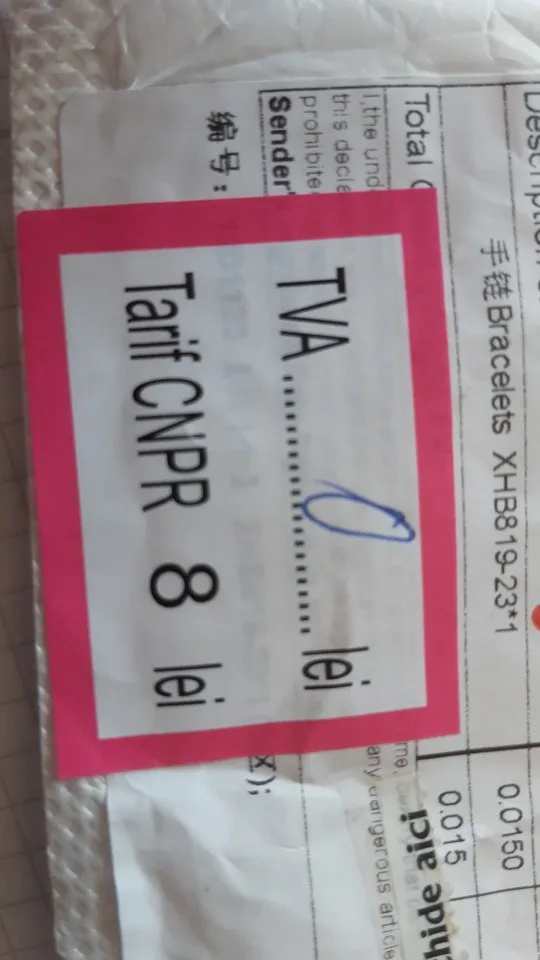 手链Bracelets XHB819-23*1
0.0150
Total
0.015
I,the und
this decla
any dangerous article
prohibite
Sender'
编号:
TVA ........0........ lei
Tarif CNPR 8 lei
aici